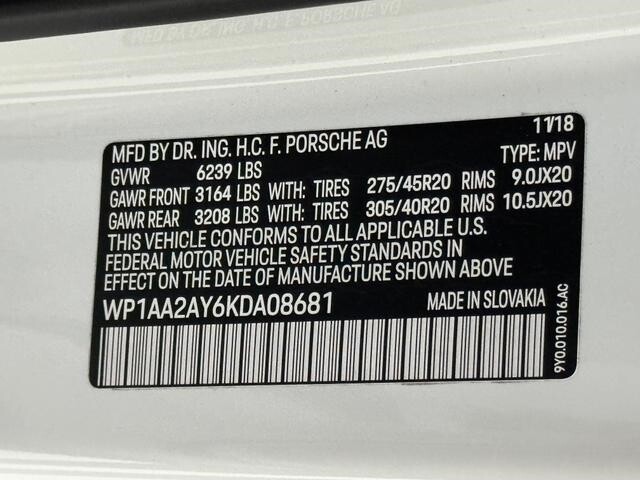 MFD BY DR. ING. H.C. F. PORSCHE AG 11/18
GVWR 6239 LBS TYPE: MPV
GAWR FRONT 3164 LBS WITH: TIRES 275/45R20 RIMS 9.0JX20
GAWR REAR 3208 LBS WITH: TIRES 305/40R20 RIMS 10.5JX20
THIS VEHICLE CONFORMS TO ALL APPLICABLE U.S.
FEDERAL MOTOR VEHICLE SAFETY STANDARDS IN
EFFECT ON THE DATE OF MANUFACTURE SHOWN ABOVE
WP1AA2AY6KDA08681 MADE IN SLOVAKIA
9Y0.010.016.AC